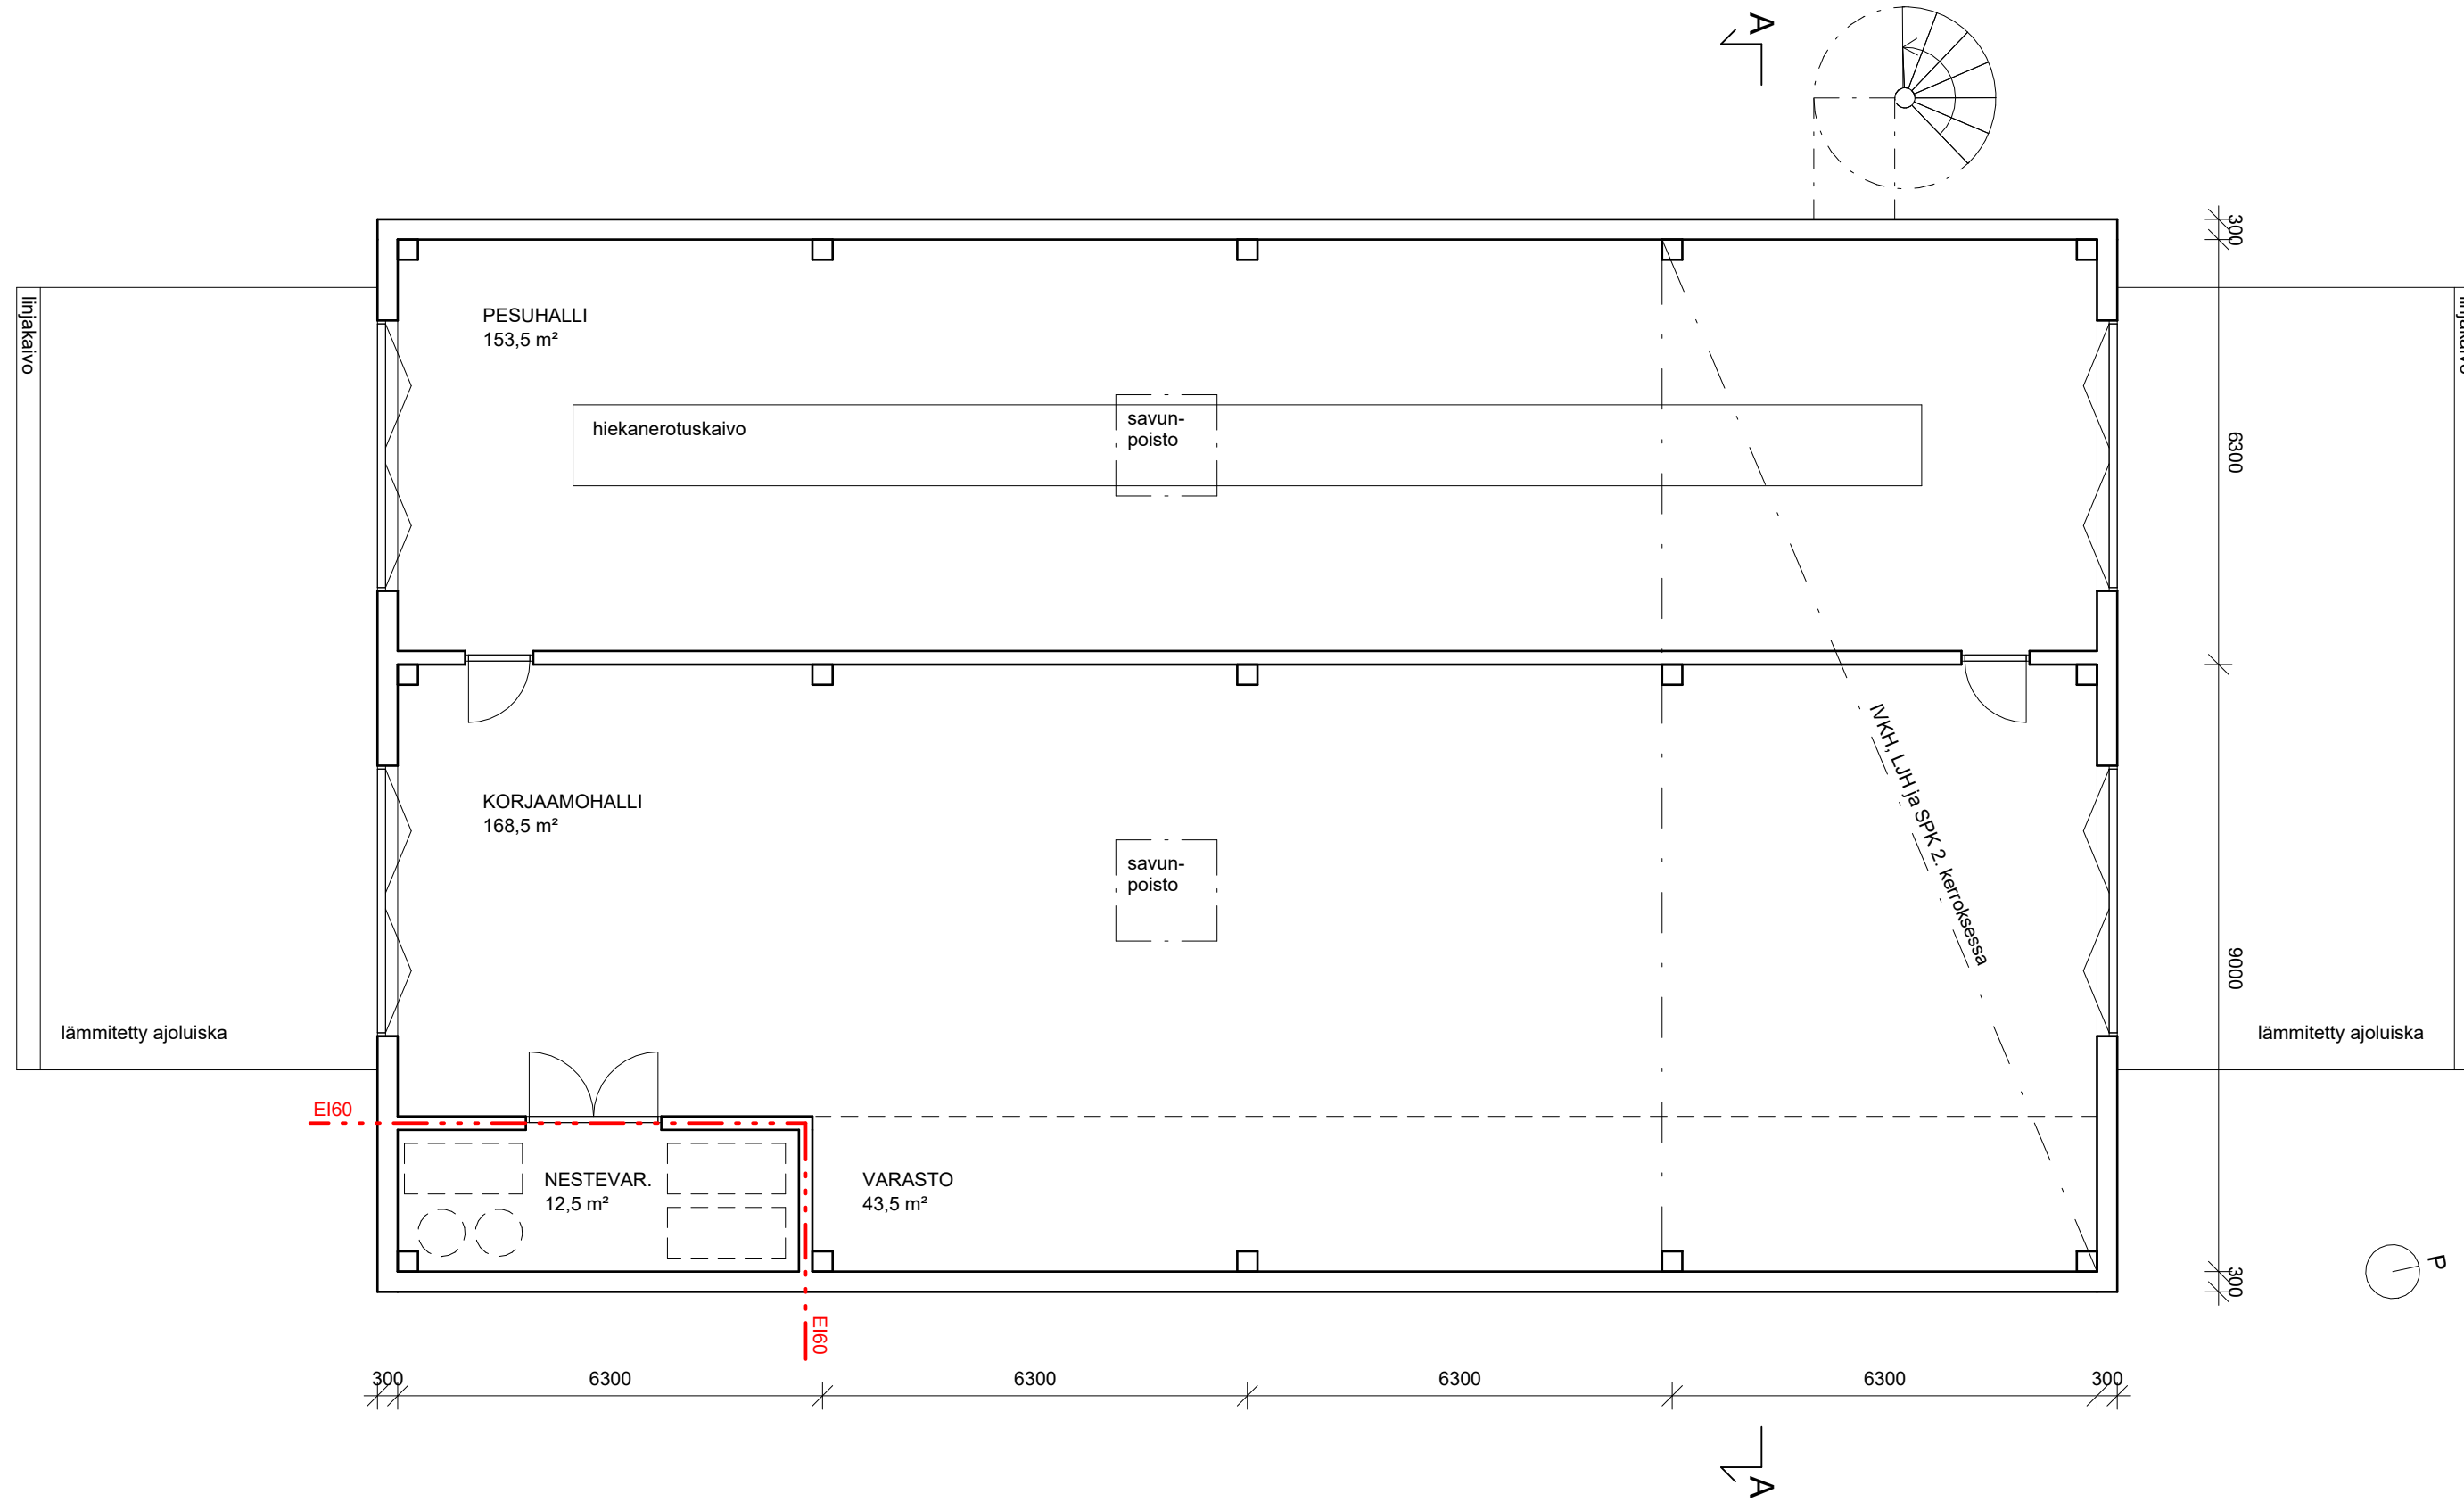 A
300
linjakaivo
linjakaivo
PESUHALLI
153,5 m²
savun-
poisto
hiekanerotuskaivo
6300
IVKH, LJH ja SPK 2. kerroksessa
KORJAAMOHALLI
168,5 m²
savun-
poisto
9000
lämmitetty ajoluiska
lämmitetty ajoluiska
EI60
NESTEVAR.
12,5 m²
VARASTO
43,5 m²
P
300
EI60
300
6300
6300
6300
6300
300
A